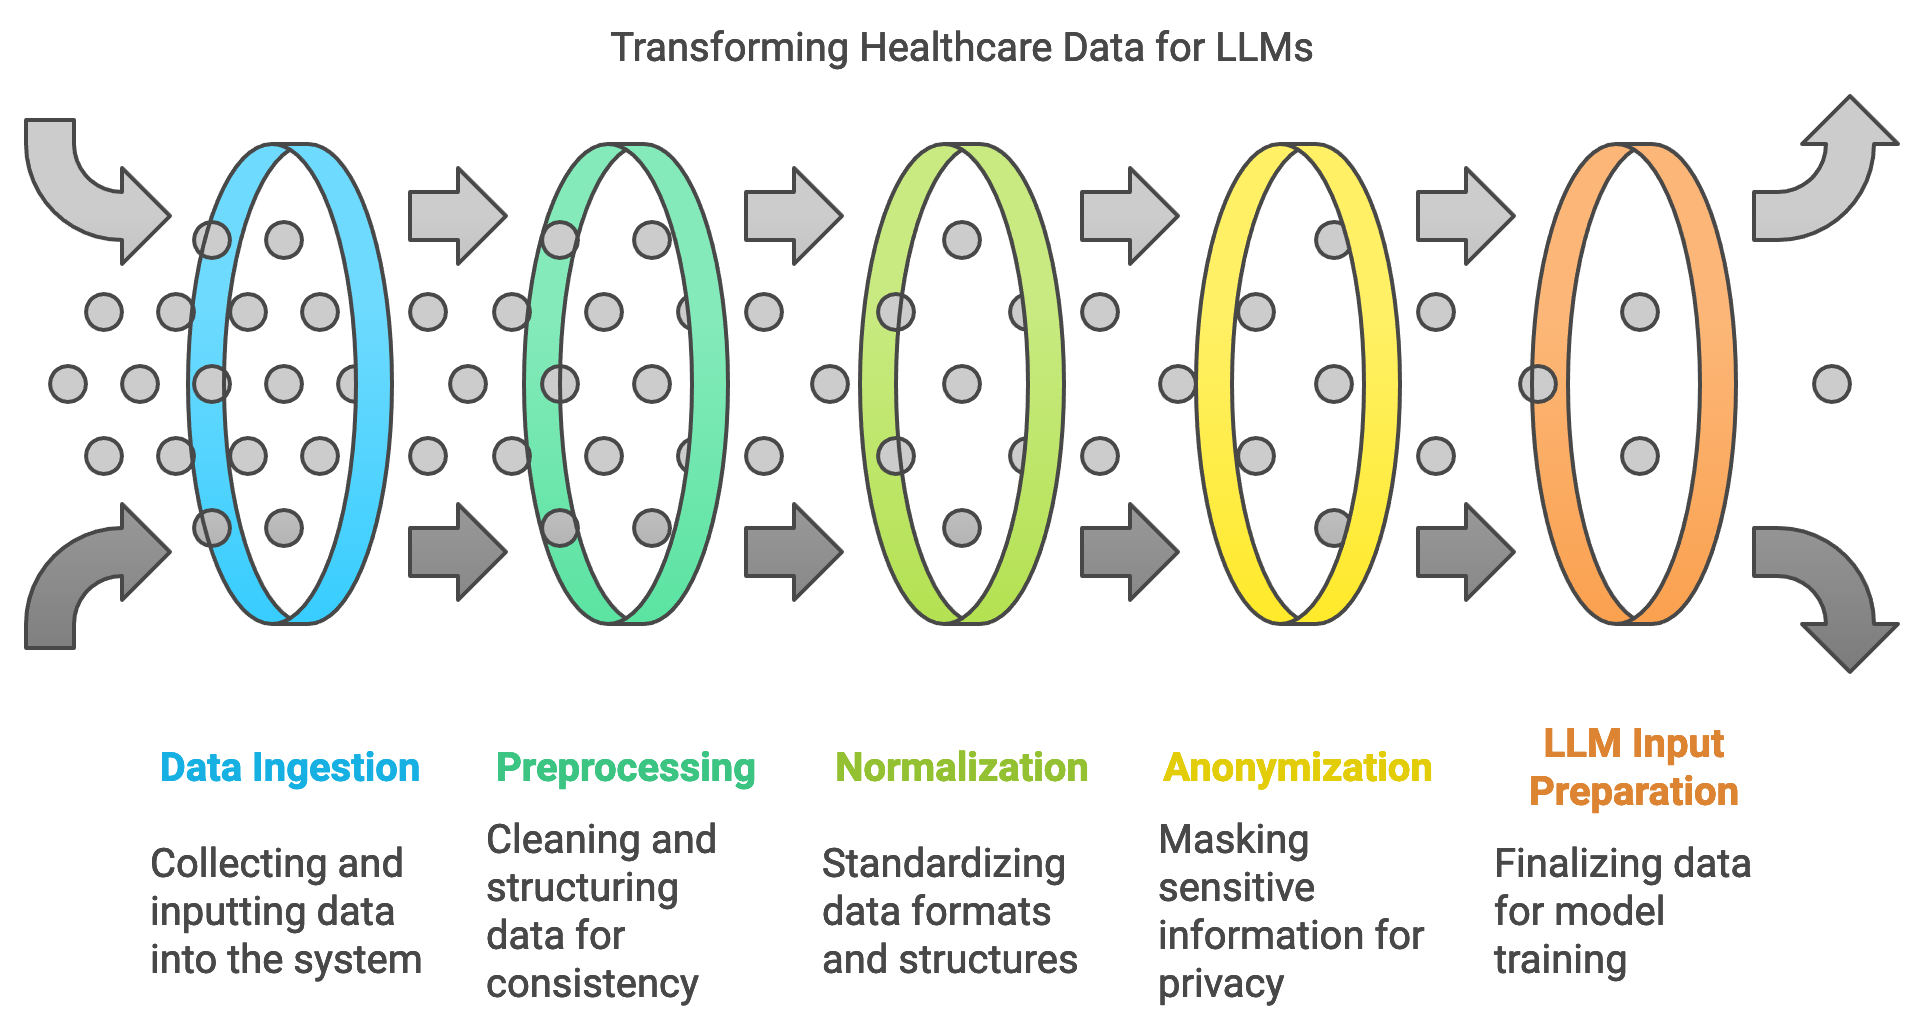 Transforming Healthcare Data for LLMs
Data Ingestion
Collecting and
inputting data
into the system
Preprocessing
Cleaning and
structuring
data for
consistency
Normalization
Standardizing
data formats
and structures
Anonymization
Masking
sensitive
information for
privacy
LLM Input
Preparation
Finalizing data
for model
training